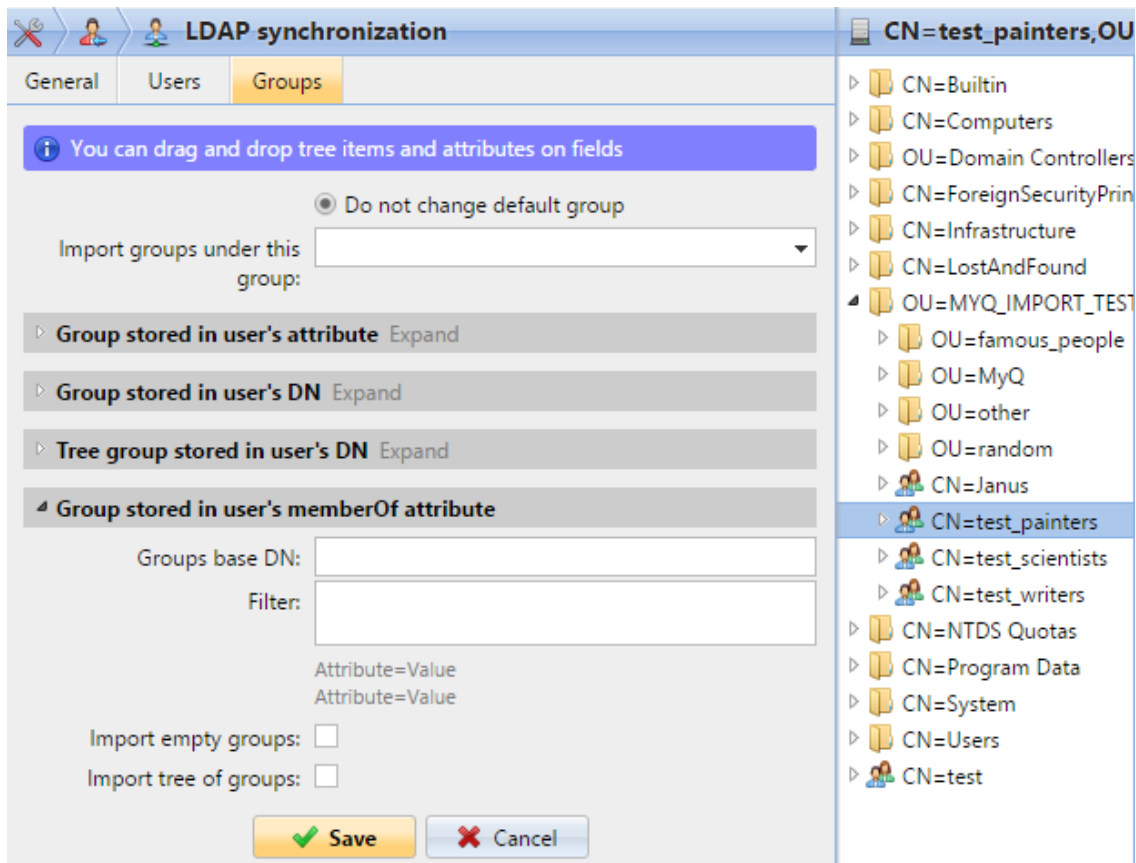 LDAP synchronization
General Users Groups
You can drag and drop tree items and attributes on fields
Do not change default group
Import groups under this
group:
Group stored in user's attribute Expand
Group stored in user's DN Expand
Tree group stored in user's DN Expand
Group stored in user's memberOf attribute
Groups base DN:
Filter:
Attribute=Value
Attribute=Value
Import empty groups:
Import tree of groups:
Save Cancel
CN=test_painters,OU
CN=Builtin
CN=Computers
OU=Domain Controllers
CN=ForeignSecurityPrin
CN=Infrastructure
CN=LostAndFound
OU=MYQ_IMPORT_TEST
OU=famous_people
OU=MyQ
OU=other
OU=random
CN=Janus
CN=test_painters
CN=test_scientists
CN=test_writers
CN=NTDS Quotas
CN=Program Data
CN=System
CN=Users
CN=test